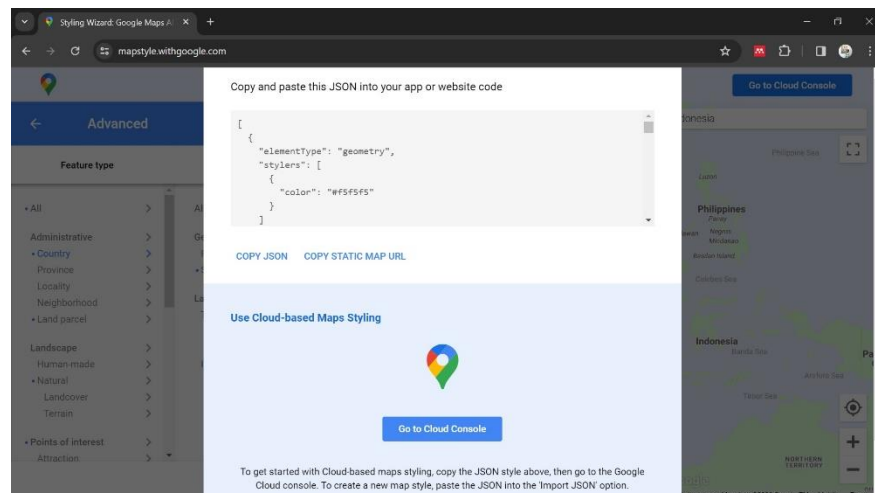 Styling Wizard: Google Maps A
mapstyle.withgoogle.com
Go to Cloud Console
Advanced
Feature type
All
Administrative
Country
Province
Locality
Neighborhood
Land parcel
Landscape
Human-made
Natural
Landcover
Terrain
Points of interest
Attraction
Copy and paste this JSON into your app or website code
[
{
"elementType": "geometry",
"stylers": [
{
"color": "#f5f5f5"
}
]
COPY JSON COPY STATIC MAP URL
Use Cloud-based Maps Styling
Go to Cloud Console
To get started with Cloud-based maps styling, copy the JSON style above, then go to the Google
Cloud console. To create a new map style, paste the JSON into the 'Import JSON' option.
Philippine Sea
Luzon
Philippines
Panay
Negros
Mindanao
Celebes Sea
Indonesia
Banda Sea
Arafura Sea
Timor Sea
NORTHERN
TERRITORY